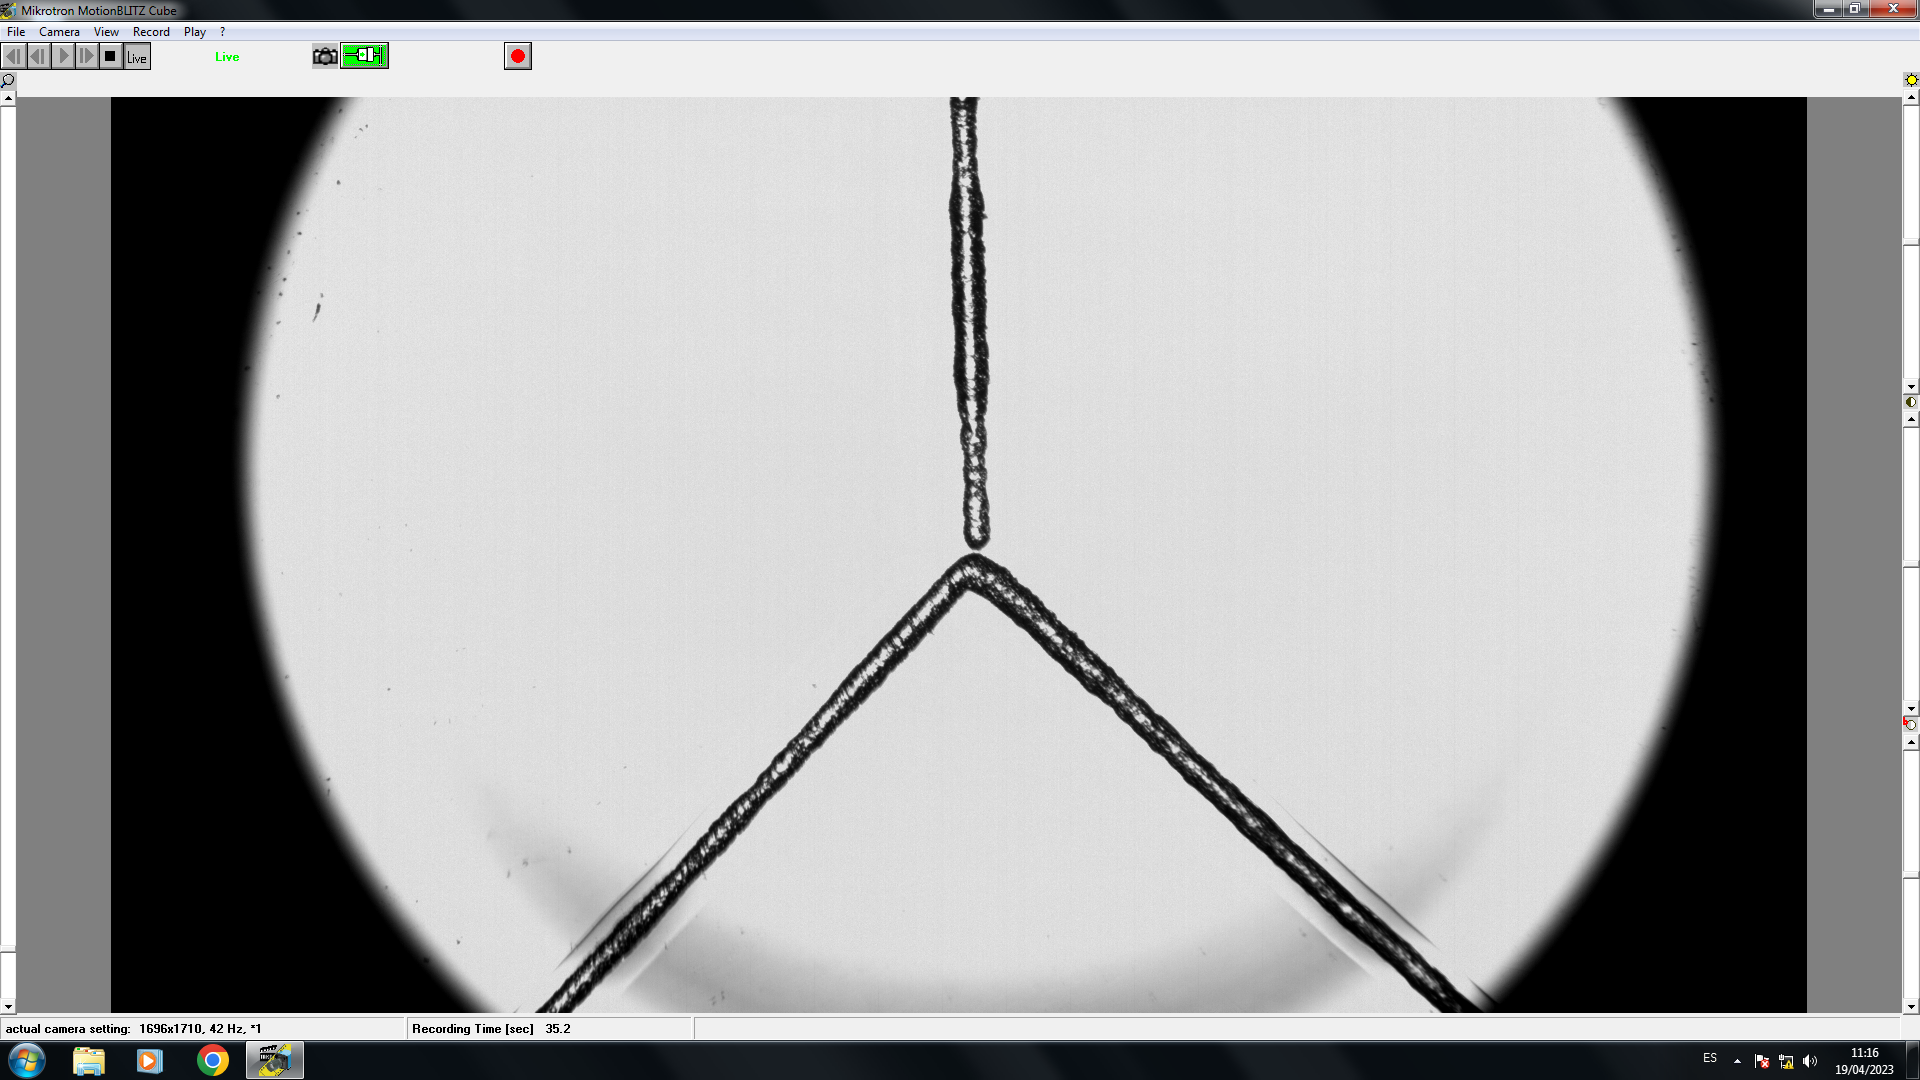 Mikrotron MotionBLITZ Cube
File Camera View Record Play ?
Live Live
actual camera setting: 1696x1710, 42 Hz, *1 Recording Time [sec] 35.2
ES 11:16
19/04/2023